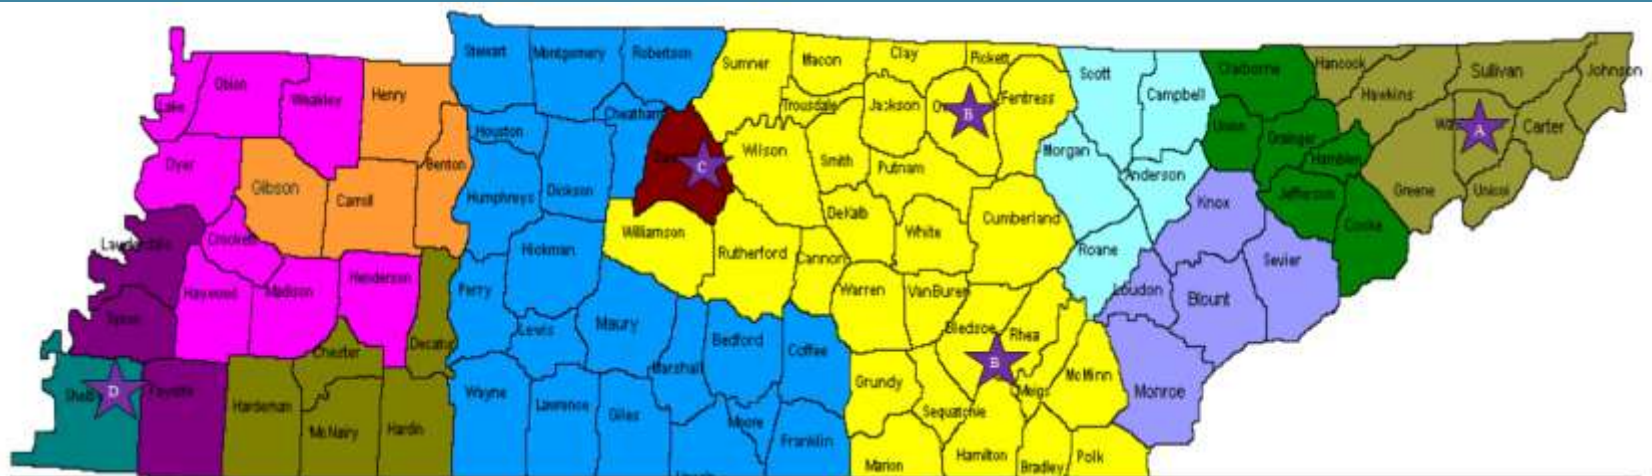 Stewart
Montgomery
Robertson
Sumner
Macon
Clay
Pickett
Scott
Campbell
Claiborne
Hancock
Hawkins
Sullivan
Johnson
Lake
Obion
Weakley
Henry
Houston
Cheatham
Trousdale
Jackson
B
Fentress
Union
Grainger
Hamblen
A
Carter
Dyer
Gibson
Carroll
Benton
Humphreys
Dickson
C
Wilson
Smith
Putnam
Morgan
Anderson
Jefferson
Greene
Unicoi
Lauderdale
Crockett
Williamson
DeKalb
White
Cumberland
Knox
Cocke
Haywood
Madison
Henderson
Hickman
Rutherford
Cannon
Roane
Loudon
Sevier
Tipton
Perry
Lewis
Maury
Warren
VanBuren
Blount
Chester
Decatur
Marshall
Bedford
Coffee
Bledsoe
Rhea
B
Shelby
D
Fayette
Hardeman
McNairy
Hardin
Wayne
Lawrence
Giles
Moore
Franklin
Grundy
Sequatchie
Meigs
McMinn
Monroe
Marion
Hamilton
Bradley
Polk